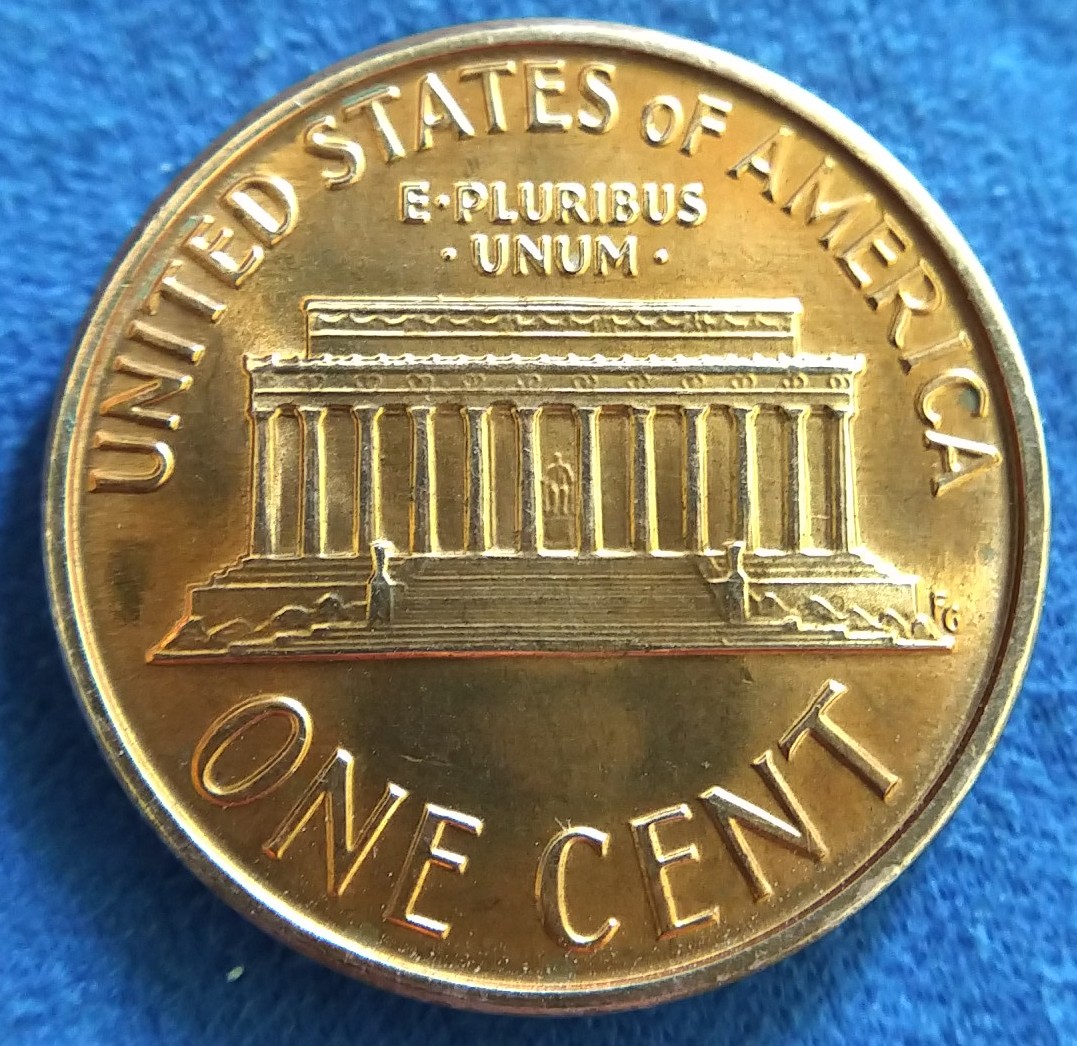 UNITED STATES OF AMERICA
E·PLURIBUS
·UNUM·
FG
ONE CENT